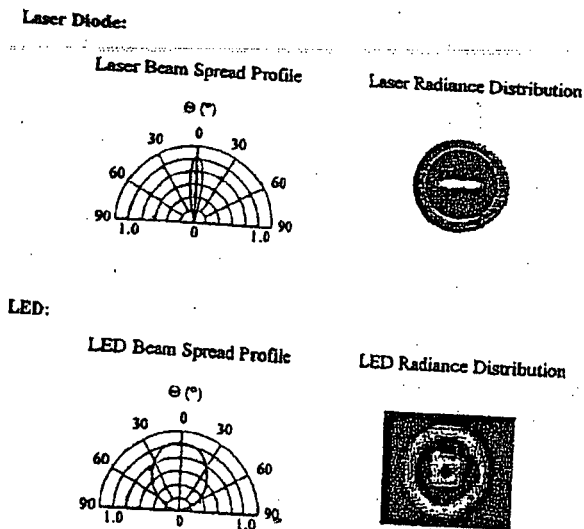 Laser Diode:
Laser Beam Spread Profile
Laser Radiance Distribution
Θ (°)
0
30 30
60 60
90 90
1.0 0 1.0
LED:
LED Beam Spread Profile
LED Radiance Distribution
Θ (°)
0
30 30
60 60
90 90
1.0 0 1.0